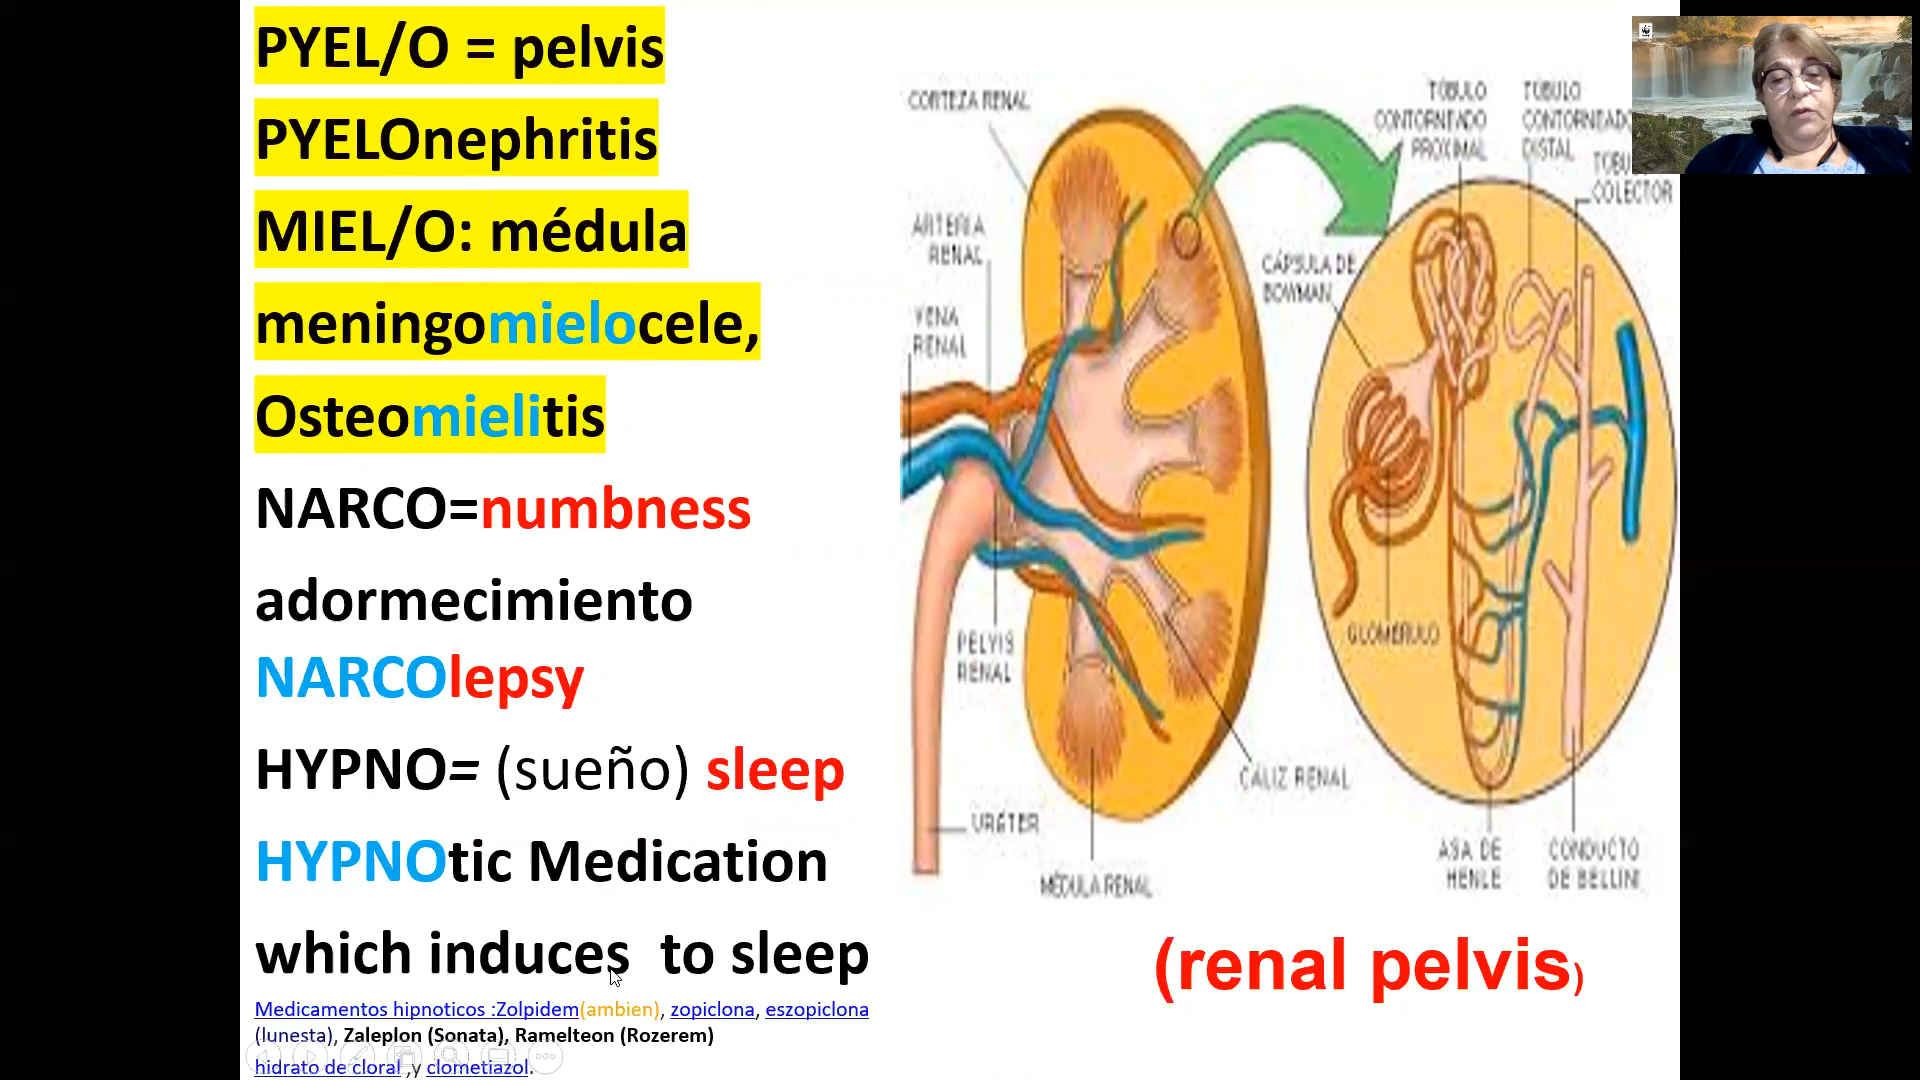 PYEL/O = pelvis
PYELOnephritis
MIEL/O: médula
meningomielocele,
Osteomielitis
NARCO=numbness
adormecimiento
NARCOlepsy
HYPNO= (sueño) sleep
HYPNOtic Medication
which induces  to sleep
Medicamentos hipnoticos :Zolpidem(ambien), zopiclona, eszopiclona
(lunesta), Zaleplon (Sonata), Ramelteon (Rozerem)
hidrato de cloral ,y clometiazol.
CORTEZA RENAL
ARTERIA
RENAL
VENA
RENAL
PELVIS
RENAL
URÉTER
MÉDULA RENAL
CÁLIZ RENAL
CÁPSULA DE
BOWMAN
TÚBULO
CONTORNEADO
PROXIMAL
TÚBULO
CONTORNEADO
DISTAL
COLECTOR
GLOMÉRULO
ASA DE
HENLE
CONDUCTO
DE BELLINI
(renal pelvis)